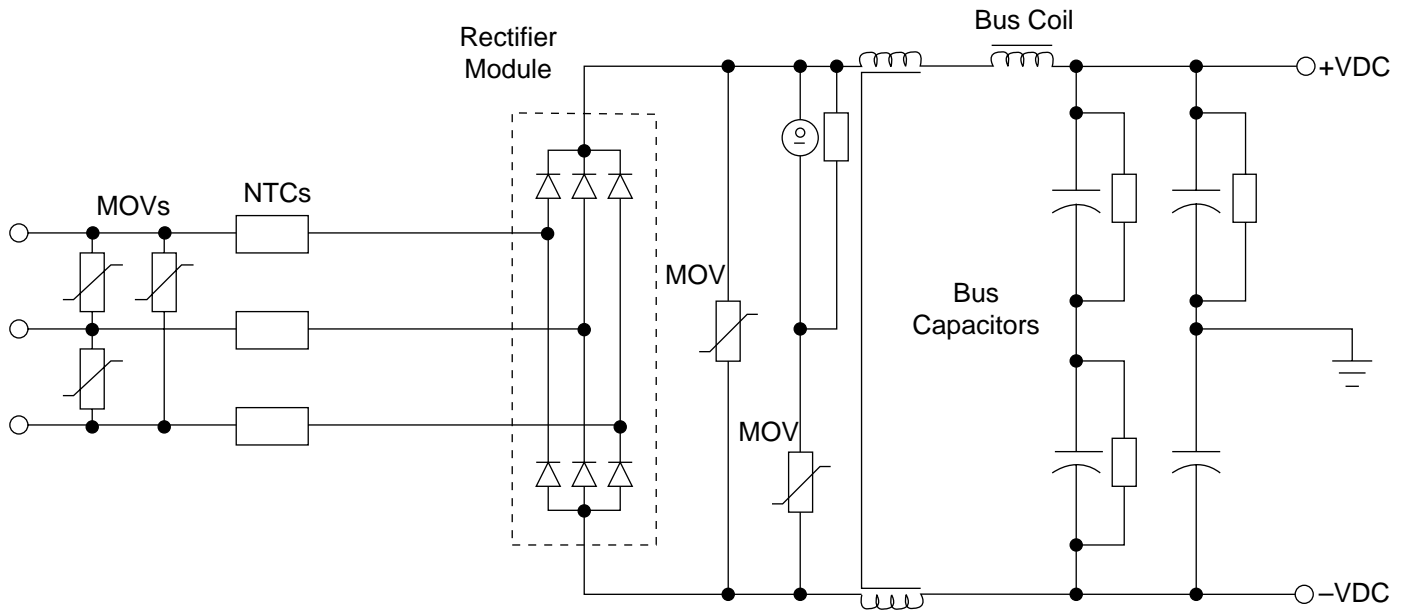 Bus Coil
Rectifier
Module
+VDC
NTCs
MOVs
MOV
Bus
Capacitors
MOV
–VDC